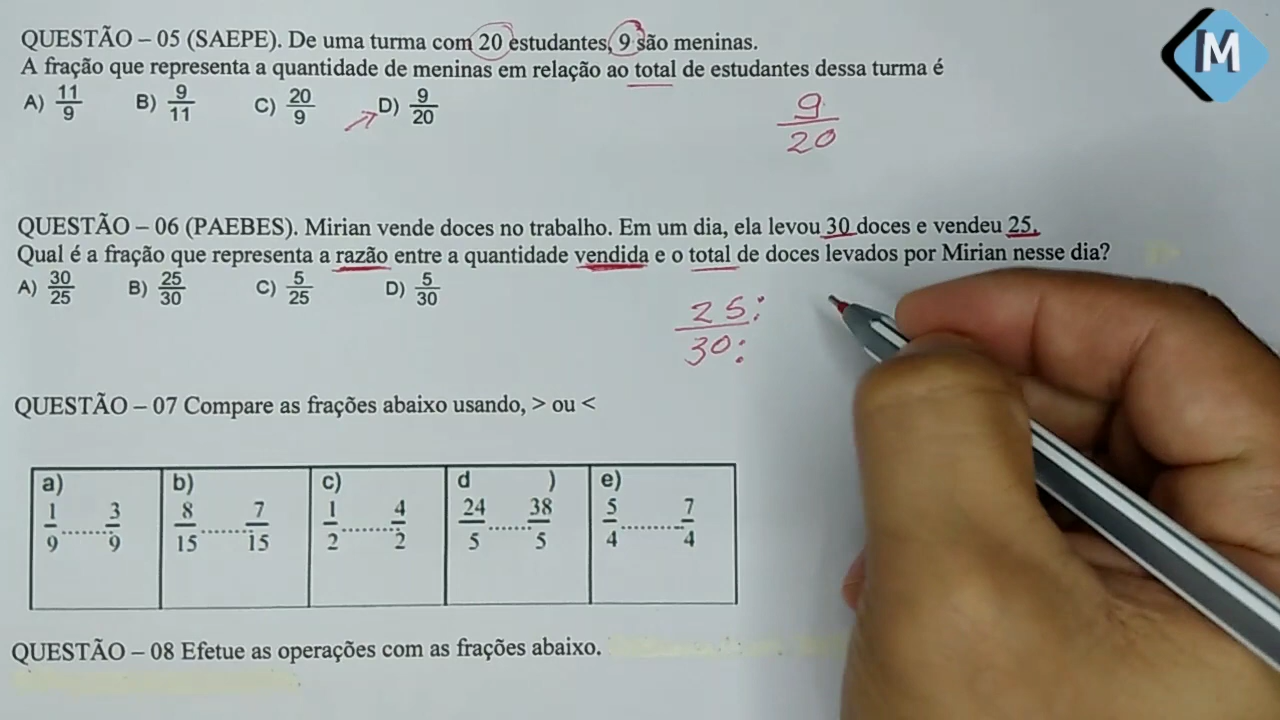 QUESTÃO – 05 (SAEPE). De uma turma com 20 estudantes, 9 são meninas.
A fração que representa a quantidade de meninas em relação ao total de estudantes dessa turma é
A) 11/9 B) 9/11 C) 20/9 D) 9/20
9/20
QUESTÃO – 06 (PAEBES). Mirian vende doces no trabalho. Em um dia, ela levou 30 doces e vendeu 25.
Qual é a fração que representa a razão entre a quantidade vendida e o total de doces levados por Mirian nesse dia?
A) 30/25 B) 25/30 C) 5/25 D) 5/30
25:/30:
QUESTÃO – 07 Compare as frações abaixo usando, > ou <
a) b) c) d ) e)
1/9 ........ 3/9 8/15 ......... 7/15 1/2 ......... 4/2 24/5 ....... 38/5 5/4 .......... 7/4
QUESTÃO – 08 Efetue as operações com as frações abaixo.
M